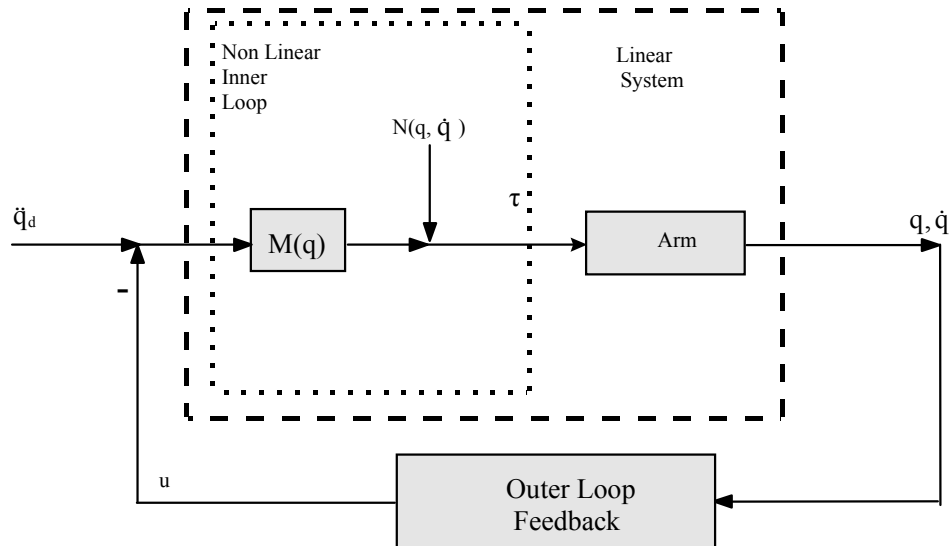 Non Linear
Inner
Loop
Linear
System
N(q, q̇ )
τ
q̈d
q, q̇
M(q)
Arm
-
u
Outer Loop
Feedback